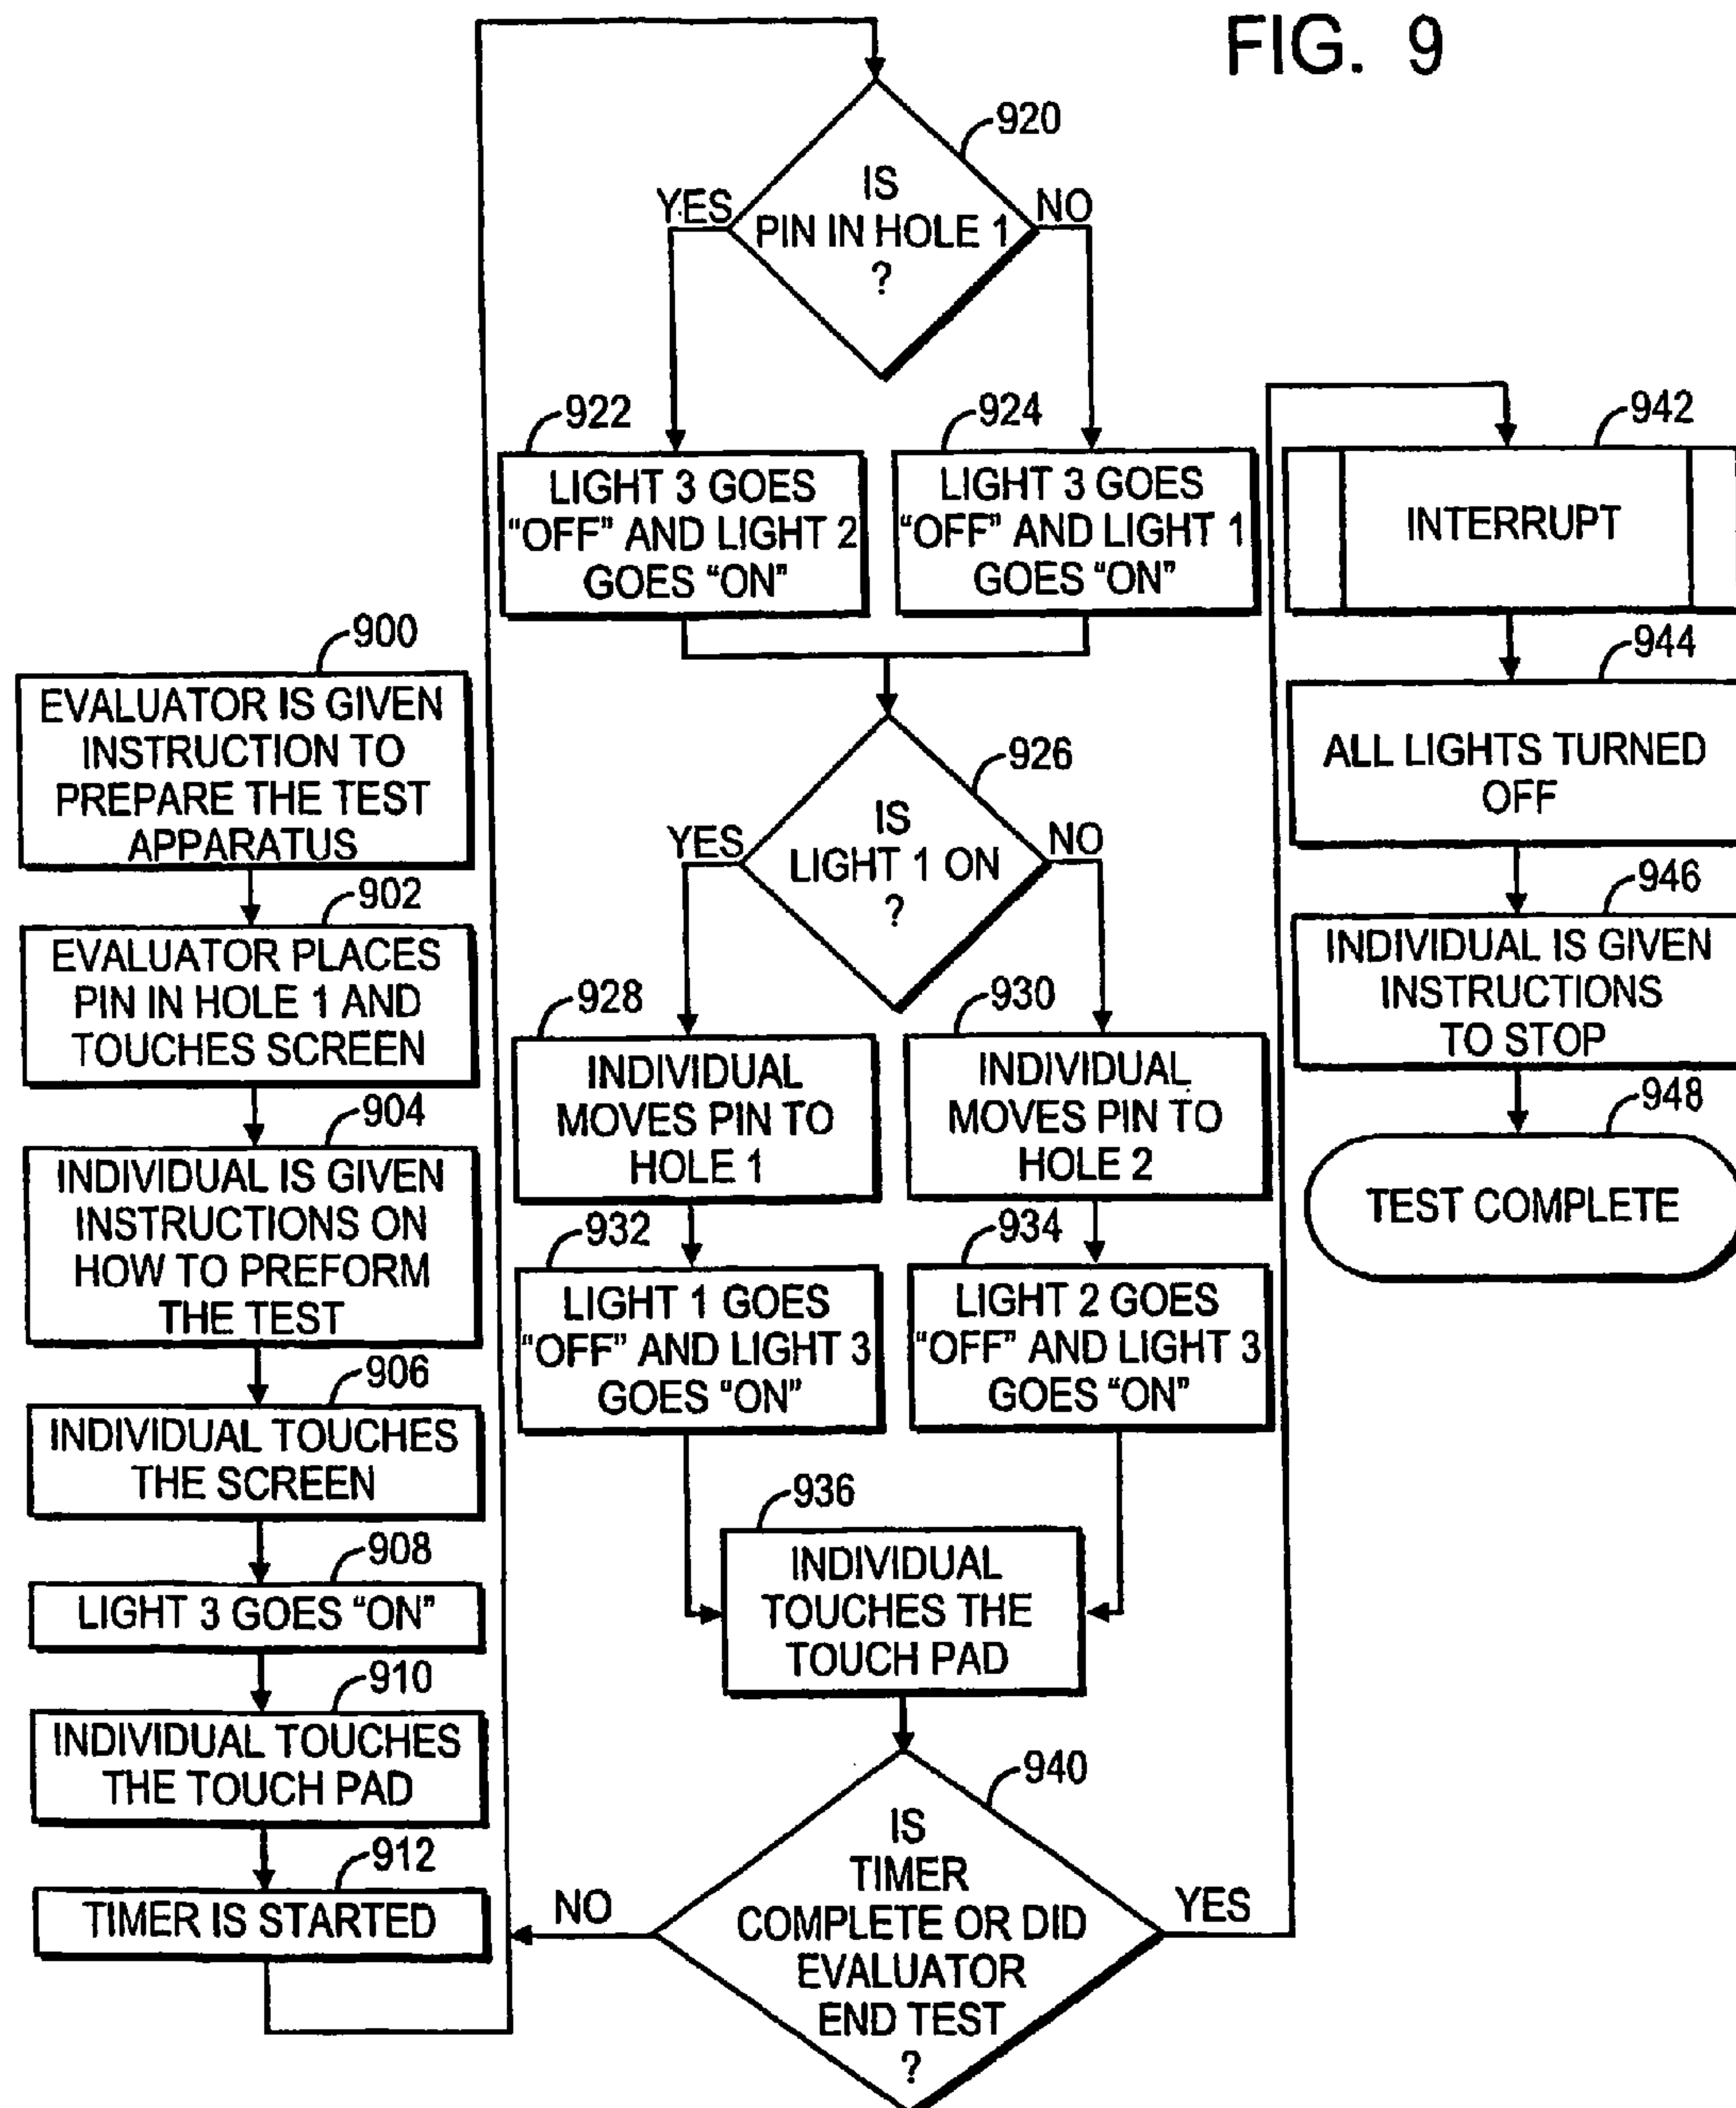 FIG. 9
900
EVALUATOR IS GIVEN
INSTRUCTION TO
PREPARE THE TEST
APPARATUS
902
EVALUATOR PLACES
PIN IN HOLE 1 AND
TOUCHES SCREEN
904
INDIVIDUAL IS GIVEN
INSTRUCTIONS ON
HOW TO PREFORM
THE TEST
906
INDIVIDUAL TOUCHES
THE SCREEN
908
LIGHT 3 GOES "ON"
910
INDIVIDUAL TOUCHES
THE TOUCH PAD
912
TIMER IS STARTED
920
IS
PIN IN HOLE 1
?
YES
NO
922
LIGHT 3 GOES
"OFF" AND LIGHT 2
GOES "ON"
924
LIGHT 3 GOES
"OFF" AND LIGHT 1
GOES "ON"
926
IS
LIGHT 1 ON
?
YES
NO
928
INDIVIDUAL
MOVES PIN TO
HOLE 1
930
INDIVIDUAL
MOVES PIN TO
HOLE 2
932
LIGHT 1 GOES
"OFF" AND LIGHT 3
GOES "ON"
934
LIGHT 2 GOES
"OFF" AND LIGHT 3
GOES "ON"
936
INDIVIDUAL
TOUCHES THE
TOUCH PAD
940
IS
TIMER
COMPLETE OR DID
EVALUATOR
END TEST
?
NO
YES
942
INTERRUPT
944
ALL LIGHTS TURNED
OFF
946
INDIVIDUAL IS GIVEN
INSTRUCTIONS
TO STOP
948
TEST COMPLETE